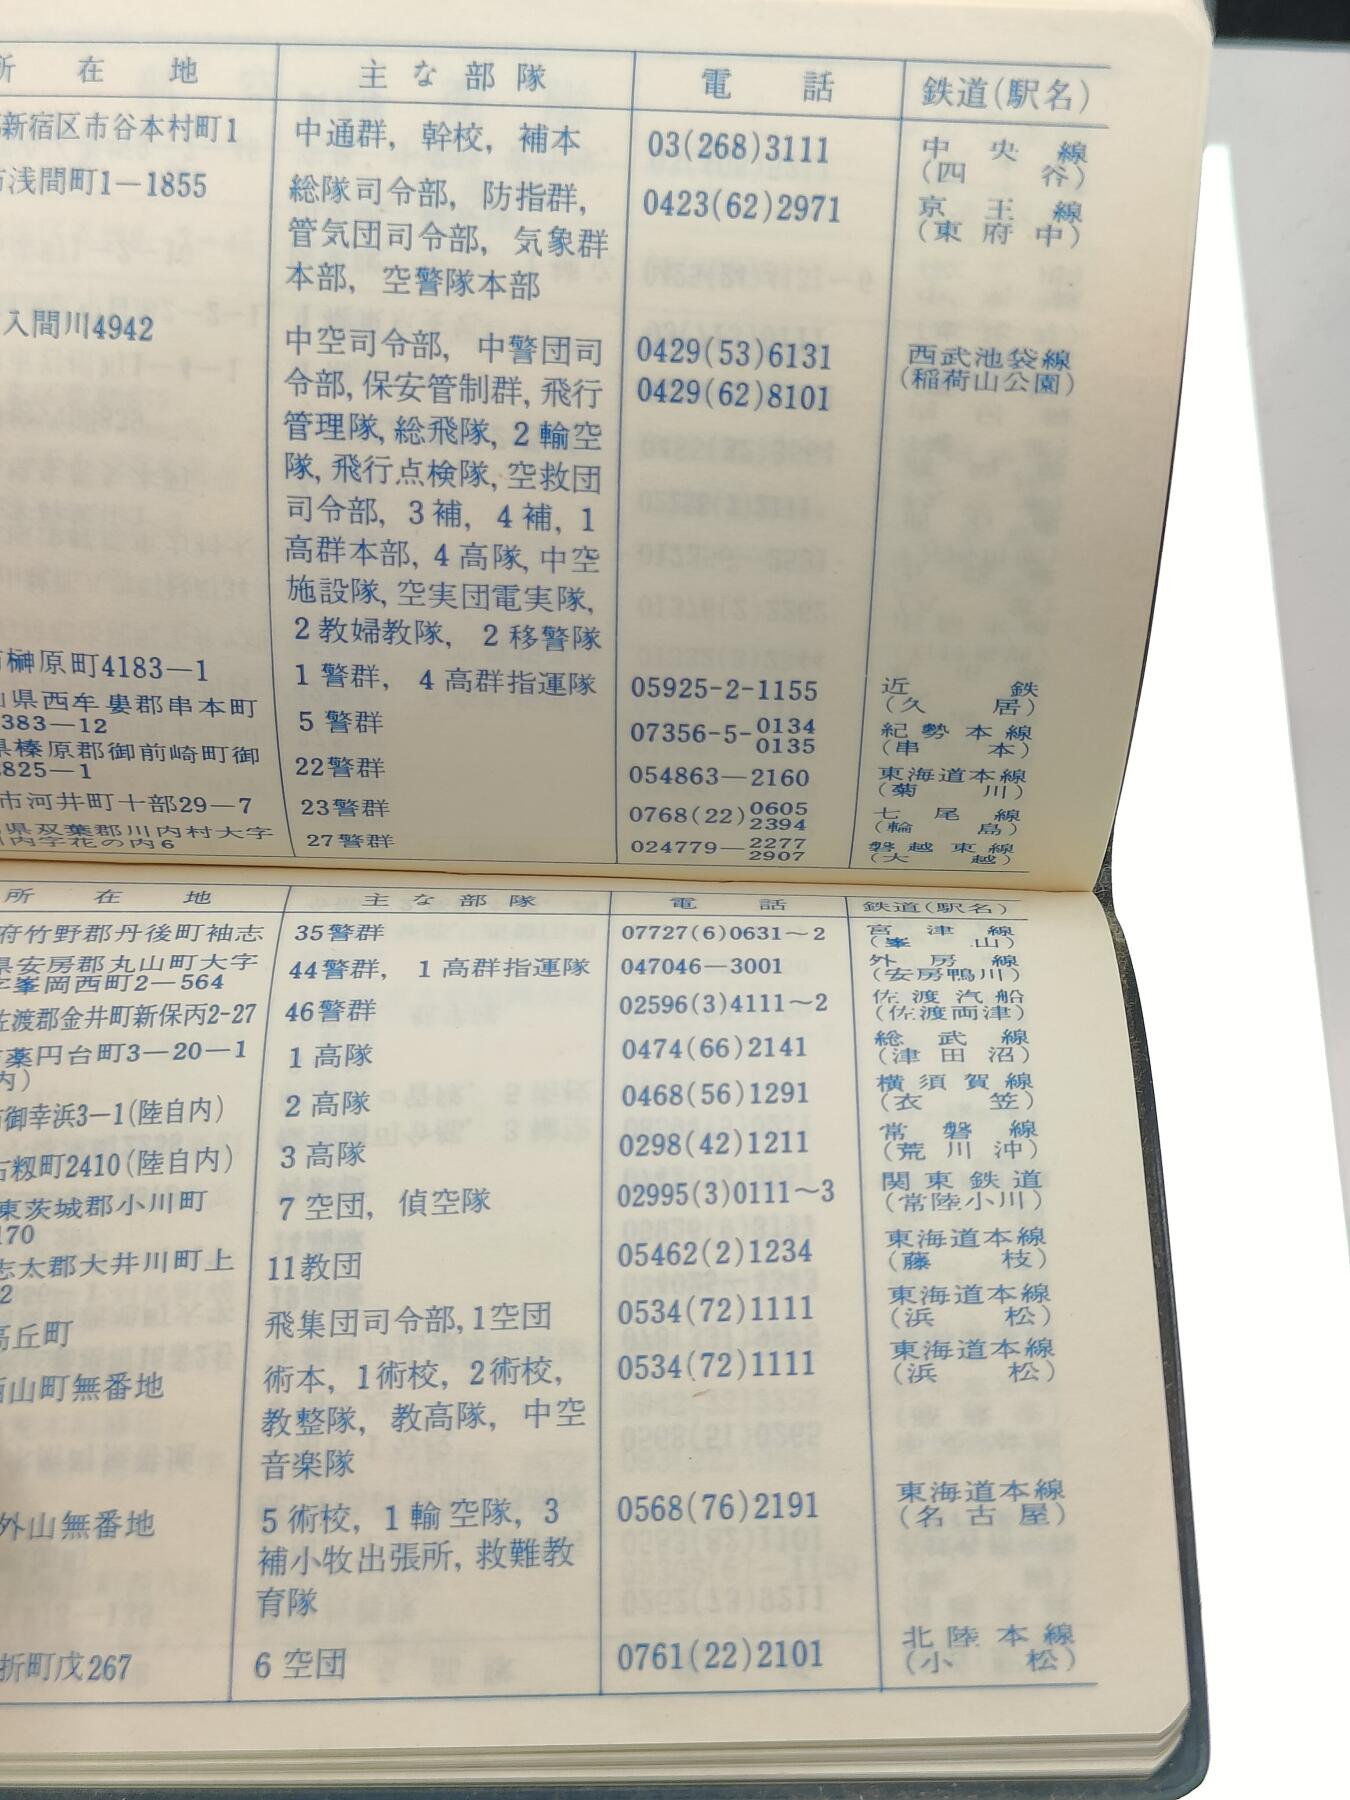 所　在　地　主な部隊　電　話　鉄道(駅名)
新宿区市谷本村町1　中通群，幹校，補本　03(268)3111　中央線
(四谷)
市浅間町1－1855　総隊司令部，防指群，　0423(62)2971　京王線
(東府中)
管気団司令部，気象群
本部，空警隊本部
入間川4942　中空司令部，中警団司　0429(53)6131　西武池袋線
(稲荷山公園)
令部,保安管制群,飛行　0429(62)8101
管理隊,総飛隊,2輸空
隊,飛行点検隊,空救団
司令部，3補，4補，1
高群本部，4高隊，中空
施設隊,空実団電実隊，
2教婦教隊，2移警隊
榊原町4183－1　1警群，4高群指運隊　05925-2-1155　近鉄
(久居)
山県西牟婁郡串本町　5警群　07356-5-0134　紀勢本線
383－12　0135　(串本)
県榛原郡御前崎町御　22警群　054863－2160　東海道本線
2825－1　(菊川)
市河井町十部29－7　23警群　0768(22)0605　七尾線
2394　(輪島)
県双葉郡川内村大字　27警群　024779－2277　磐越東線
川内字花の内6　2907　(大越)
所　在　地　主な部隊　電　話　鉄道(駅名)
府竹野郡丹後町袖志　35警群　07727(6)0631～2　宮津線
(峯山)
県安房郡丸山町大字　44警群，1高群指運隊　047046－3001　外房線
字峯岡西町2－564　(安房鴨川)
佐渡郡金井町新保丙2-27　46警群　02596(3)4111～2　佐渡汽船
(佐渡両津)
薬円台町3－20－1　1高隊　0474(66)2141　総武線
内)　(津田沼)
市御幸浜3－1(陸自内)　2高隊　0468(56)1291　横須賀線
(衣笠)
右籾町2410(陸自内)　3高隊　0298(42)1211　常磐線
(荒川沖)
東茨城郡小川町　7空団，偵空隊　02995(3)0111～3　関東鉄道
170　(常陸小川)
志太郡大井川町上　11教団　05462(2)1234　東海道本線
2　(藤枝)
高丘町　飛集団司令部,1空団　0534(72)1111　東海道本線
(浜松)
西山町無番地　術本，1術校，2術校，　0534(72)1111　東海道本線
(浜松)
教整隊，教高隊，中空
音楽隊
外山無番地　5術校，1輸空隊，3　0568(76)2191　東海道本線
(名古屋)
補小牧出張所,救難教
育隊
折町戊267　6空団　0761(22)2101　北陸本線
(小松)